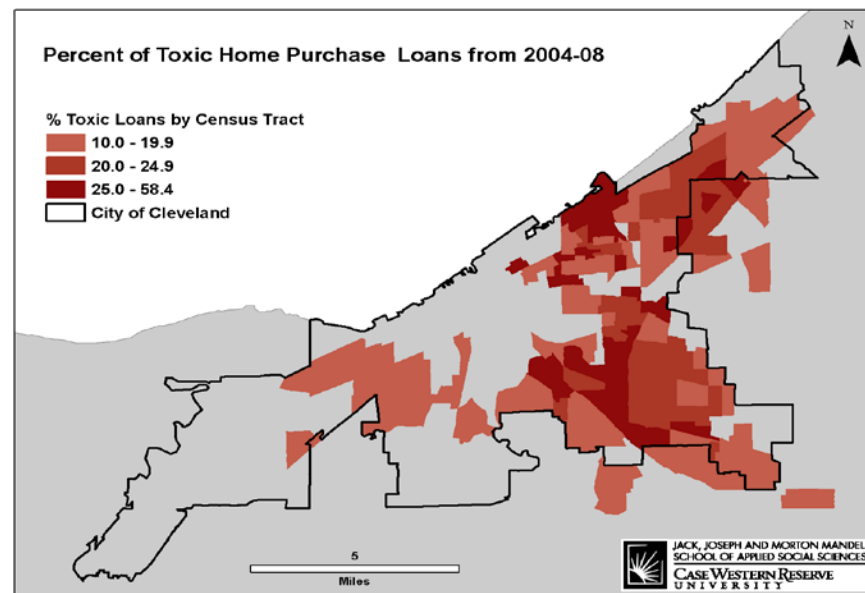 Percent of Toxic Home Purchase Loans from 2004-08
N
% Toxic Loans by Census Tract
10.0 - 19.9
20.0 - 24.9
25.0 - 58.4
City of Cleveland
5
Miles
JACK, JOSEPH AND MORTON MANDEL
SCHOOL OF APPLIED SOCIAL SCIENCES
CASE WESTERN RESERVE
UNIVERSITY